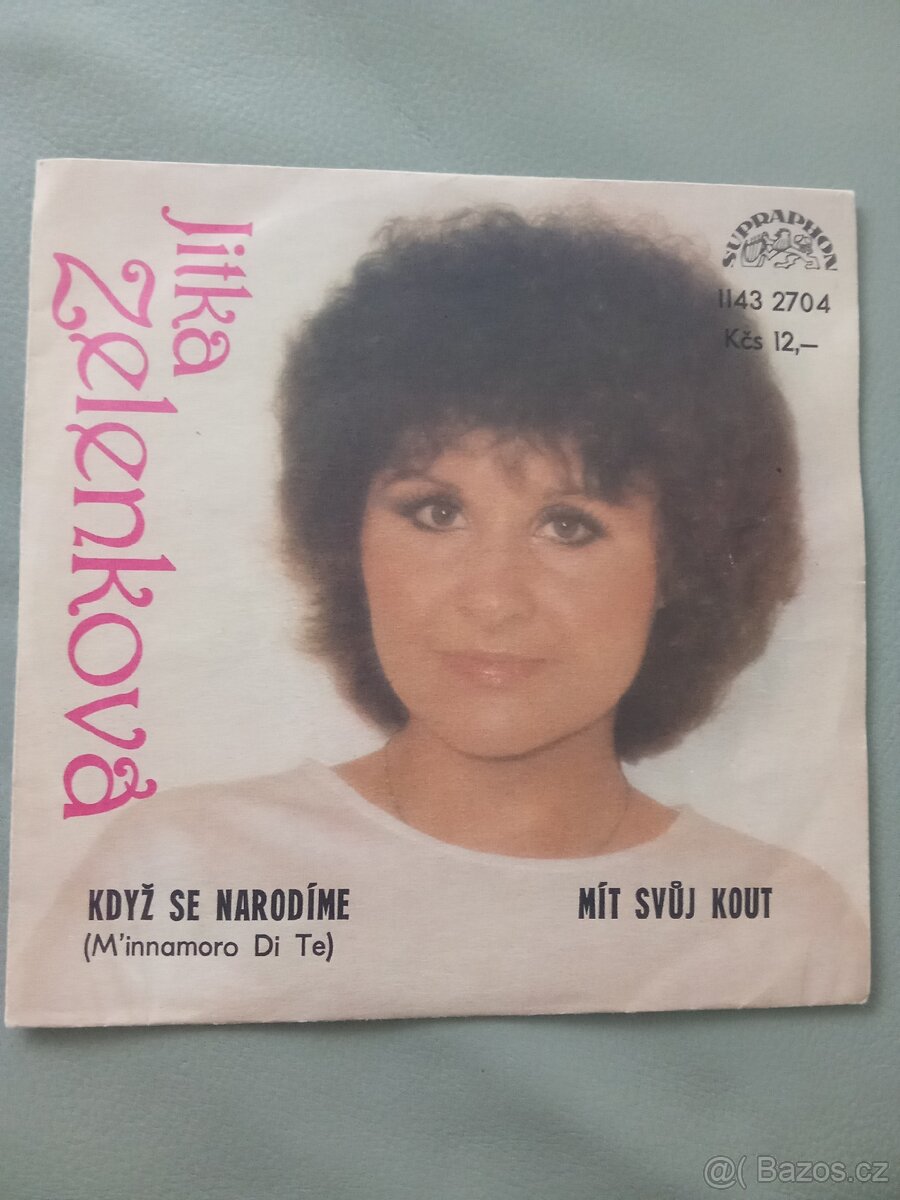 Jitka
Zelenková
SUPRAPHON
1143 2704
Kčs 12,—
KDYŽ SE NARODÍME
(M'innamoro Di Te)
MÍT SVŮJ KOUT
@( Bazos.cz